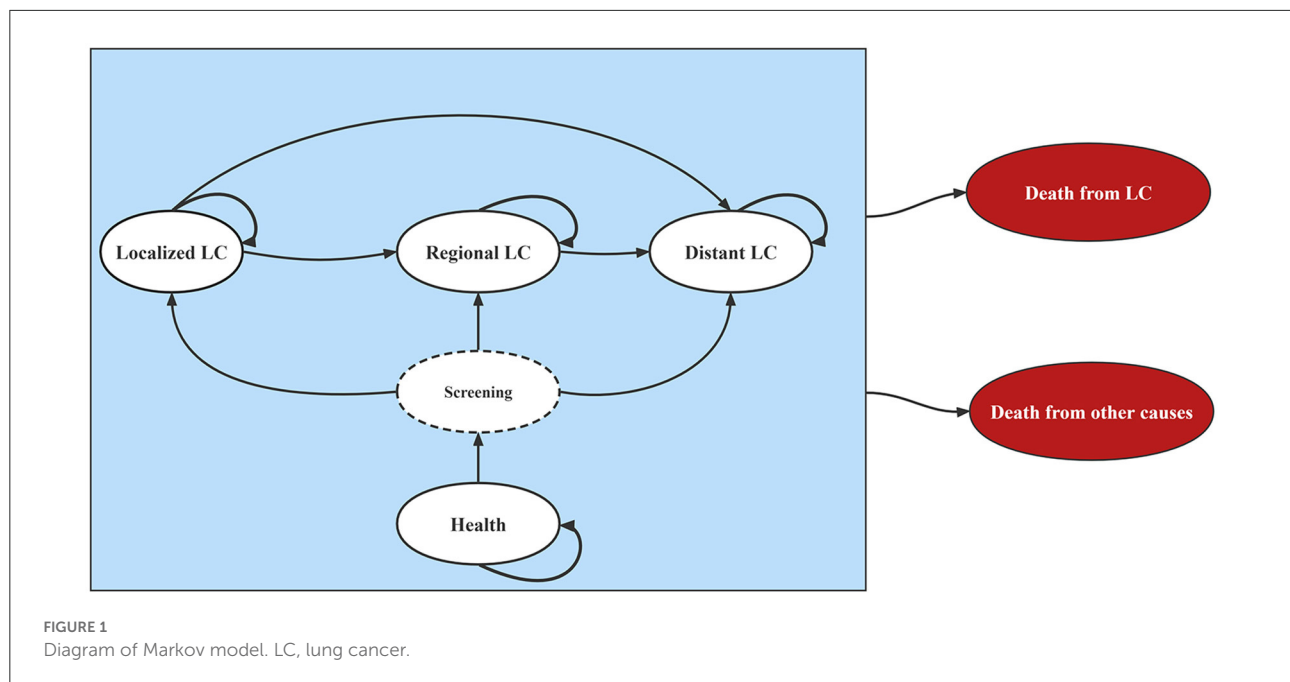 Death from LC
Localized LC
Regional LC
Distant LC
Screening
Death from other causes
Health
FIGURE 1
Diagram of Markov model. LC, lung cancer.